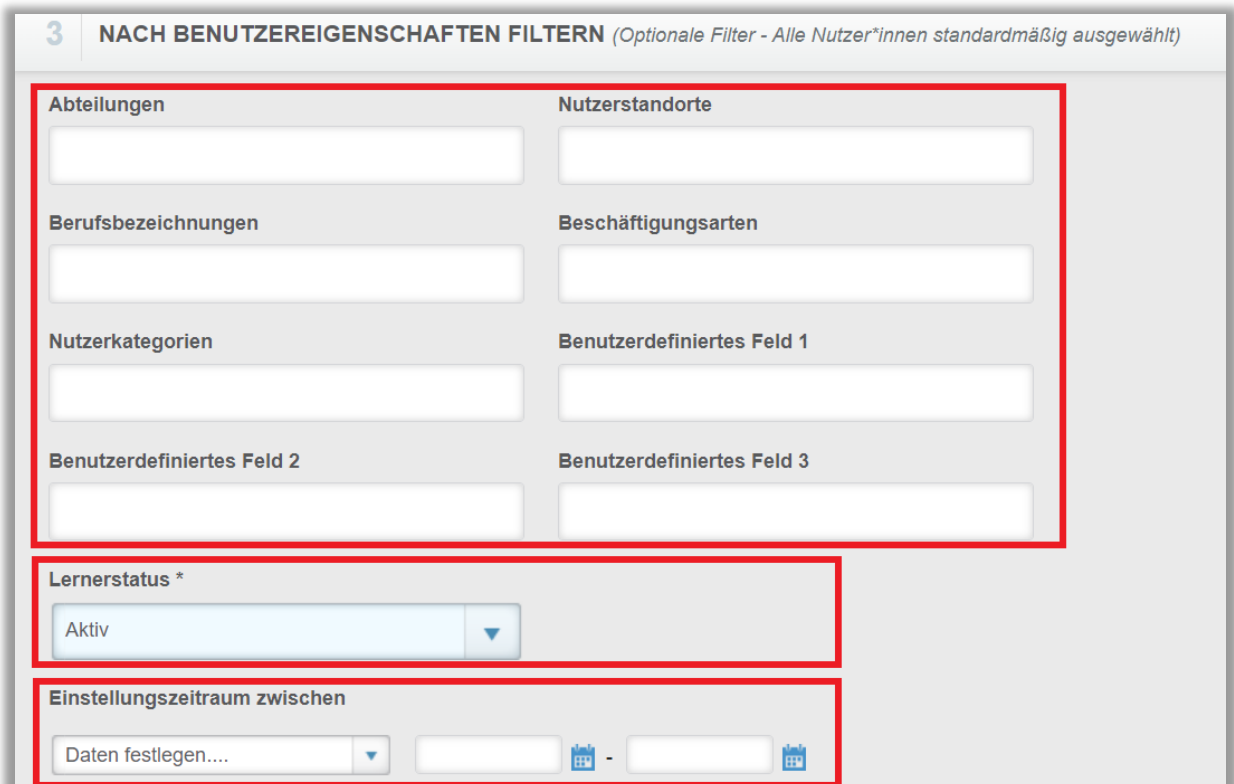 3 NACH BENUTZEREIGENSCHAFTEN FILTERN (Optionale Filter - Alle Nutzer*innen standardmäßig ausgewählt)
Abteilungen Nutzerstandorte
Berufsbezeichnungen Beschäftigungsarten
Nutzerkategorien Benutzerdefiniertes Feld 1
Benutzerdefiniertes Feld 2 Benutzerdefiniertes Feld 3
Lernerstatus *
Aktiv
Einstellungszeitraum zwischen
Daten festlegen.... -